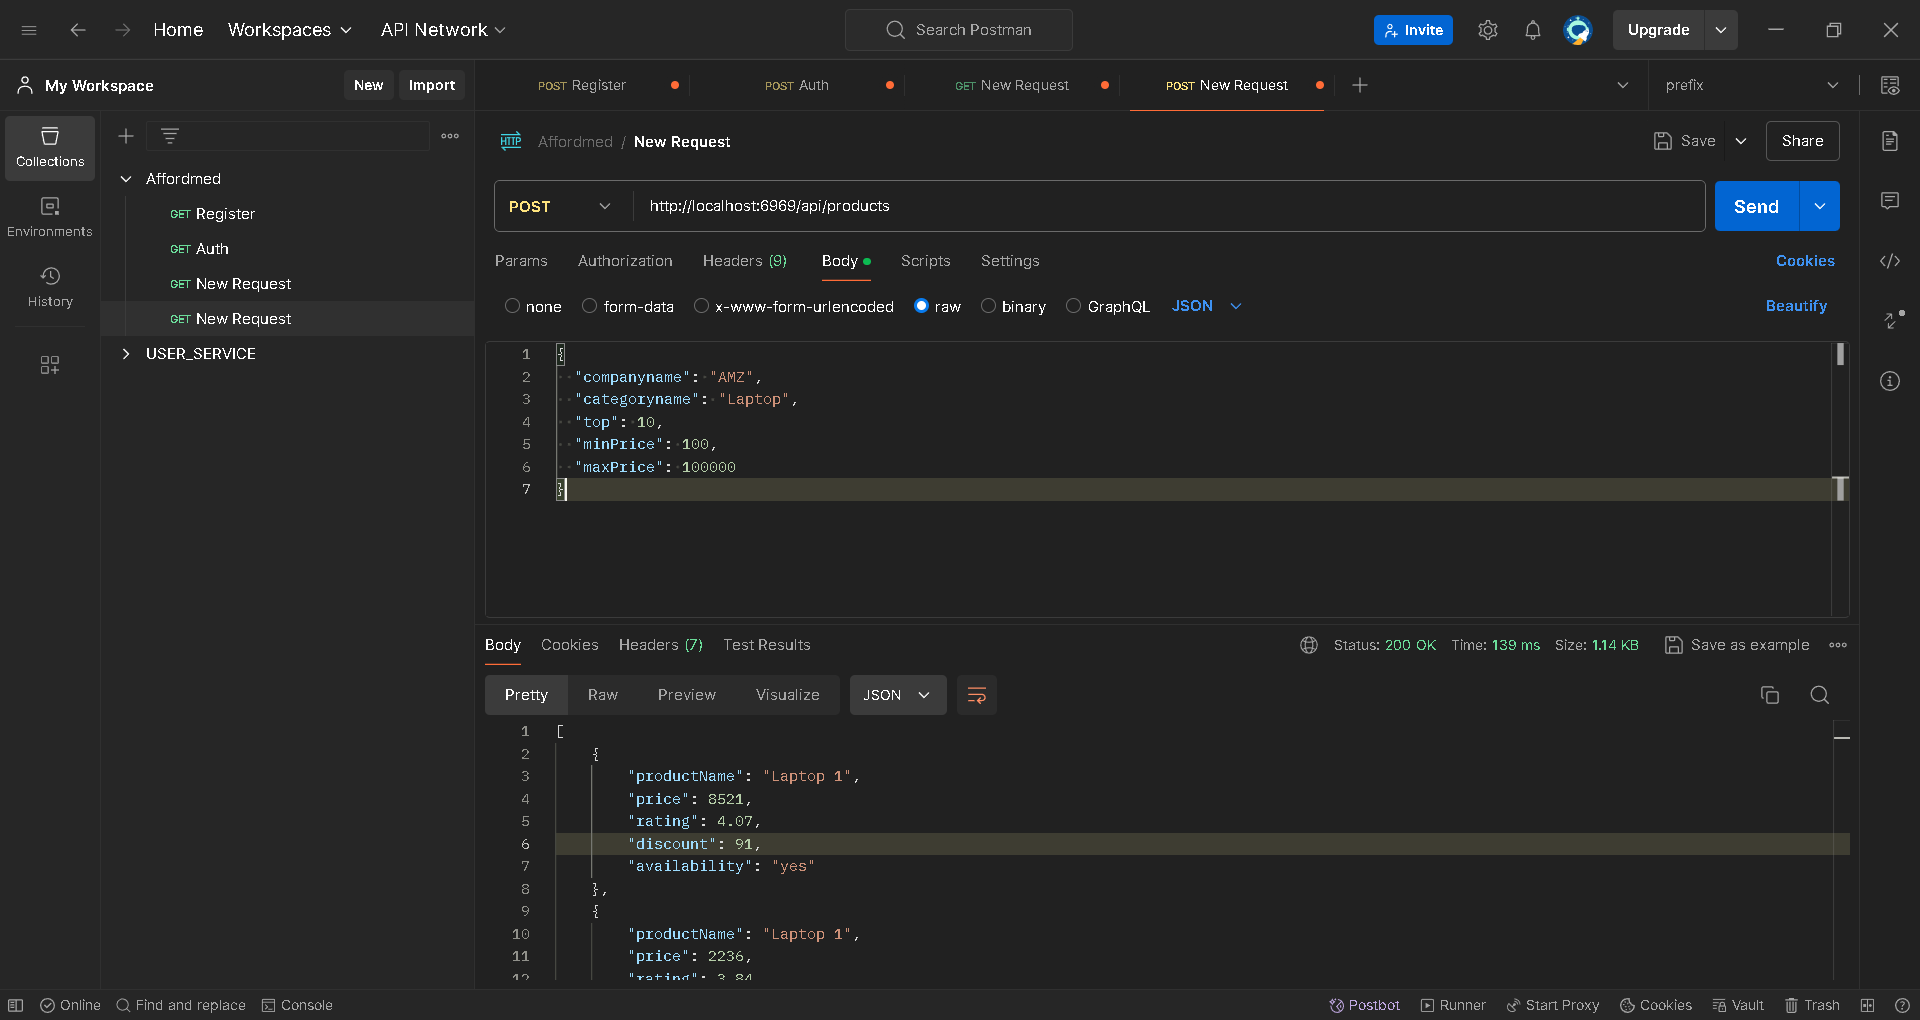 Home Workspaces API Network Search Postman Invite Upgrade
My Workspace New Import
POST Register POST Auth GET New Request POST New Request prefix
Collections
Environments
History
Affordmed
GET Register
GET Auth
GET New Request
GET New Request
USER_SERVICE
HTTP Affordmed / New Request Save Share
POST http://localhost:6969/api/products Send
Params Authorization Headers (9) Body Scripts Settings Cookies
none form-data x-www-form-urlencoded raw binary GraphQL JSON Beautify
1 {
2 "companyname": "AMZ",
3 "categoryname": "Laptop",
4 "top": 10,
5 "minPrice": 100,
6 "maxPrice": 100000
7 }
Body Cookies Headers (7) Test Results Status: 200 OK Time: 139 ms Size: 1.14 KB Save as example
Pretty Raw Preview Visualize JSON
1 [
2 {
3 "productName": "Laptop 1",
4 "price": 8521,
5 "rating": 4.07,
6 "discount": 91,
7 "availability": "yes"
8 },
9 {
10 "productName": "Laptop 1",
11 "price": 2236,
12 "rating": 3.84
Online Find and replace Console Postbot Runner Start Proxy Cookies Vault Trash